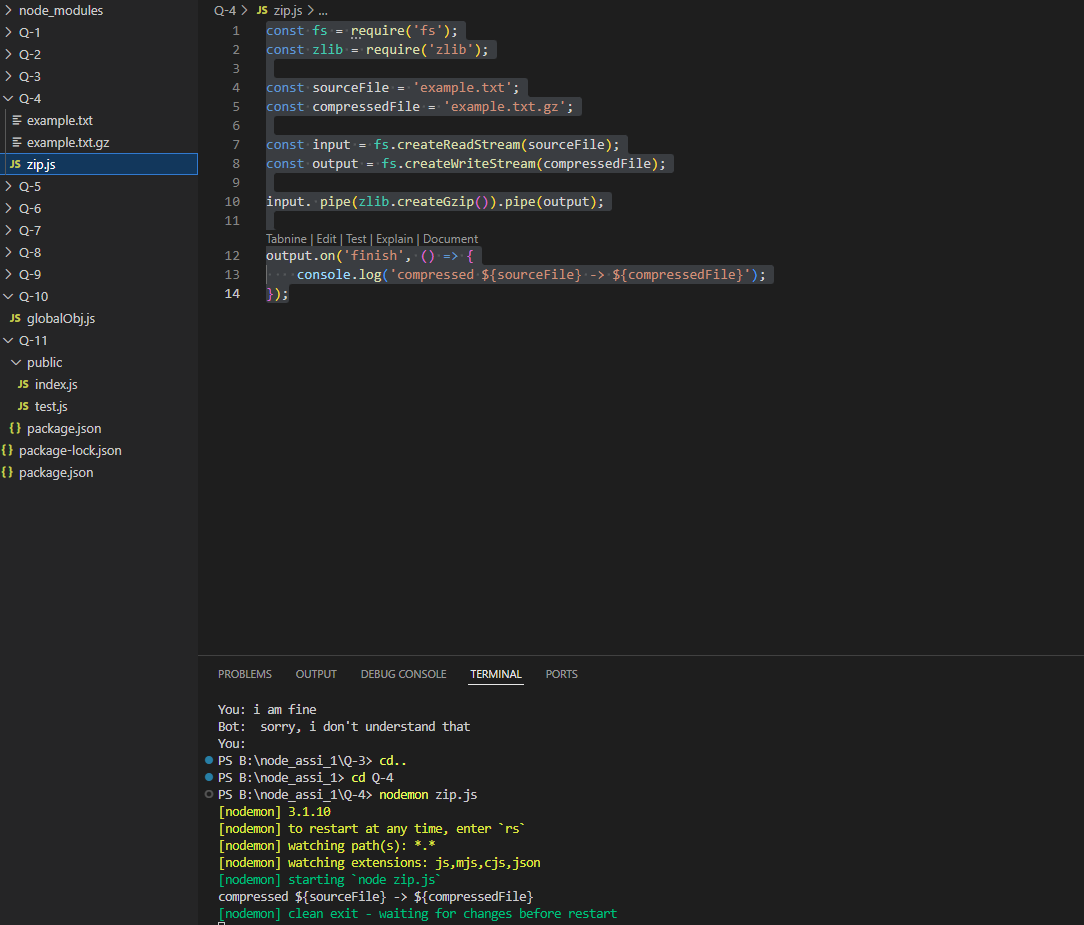 node_modules
Q-1
Q-2
Q-3
Q-4
example.txt
example.txt.gz
JS zip.js
Q-5
Q-6
Q-7
Q-8
Q-9
Q-10
JS globalObj.js
Q-11
public
JS index.js
JS test.js
{} package.json
{} package-lock.json
{} package.json
Q-4 > JS zip.js > ...
1 const fs = require('fs');
2 const zlib = require('zlib');
3
4 const sourceFile = 'example.txt';
5 const compressedFile = 'example.txt.gz';
6
7 const input = fs.createReadStream(sourceFile);
8 const output = fs.createWriteStream(compressedFile);
9
10 input. pipe(zlib.createGzip()).pipe(output);
11
Tabnine | Edit | Test | Explain | Document
12 output.on('finish', () => {
13     console.log('compressed ${sourceFile} -> ${compressedFile}');
14 });
PROBLEMS OUTPUT DEBUG CONSOLE TERMINAL PORTS
You: i am fine
Bot:  sorry, i don't understand that
You:
PS B:\node_assi_1\Q-3> cd..
PS B:\node_assi_1> cd Q-4
PS B:\node_assi_1\Q-4> nodemon zip.js
[nodemon] 3.1.10
[nodemon] to restart at any time, enter `rs`
[nodemon] watching path(s): *.*
[nodemon] watching extensions: js,mjs,cjs,json
[nodemon] starting `node zip.js`
compressed ${sourceFile} -> ${compressedFile}
[nodemon] clean exit - waiting for changes before restart